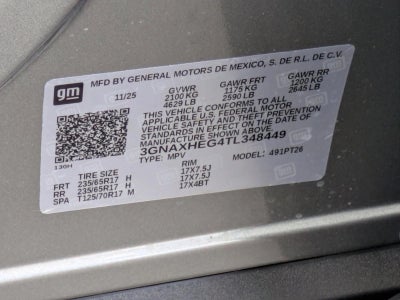 gm
MFD BY GENERAL MOTORS DE MEXICO, S. DE R.L. DE C.V.
11/25 GVWR GAWR FRT GAWR RR
2100 KG 1175 KG 1200 KG
4629 LB 2590 LB 2645 LB
THIS VEHICLE CONFORMS TO ALL
APPLICABLE U.S. FEDERAL MOTOR
VEHICLE SAFETY AND THEFT PREVENTION
STANDARDS IN EFFECT ON THE DATE OF
MANUFACTURE SHOWN ABOVE.
3GNAXHEG4TL348449
TYPE: MPV MODEL: 491PT26
TIRE SIZE RIM
FRT 235/65R17 H 17X7.5J
RR 235/65R17 H 17X7.5J
SPA T125/70R17 M 17X4BT